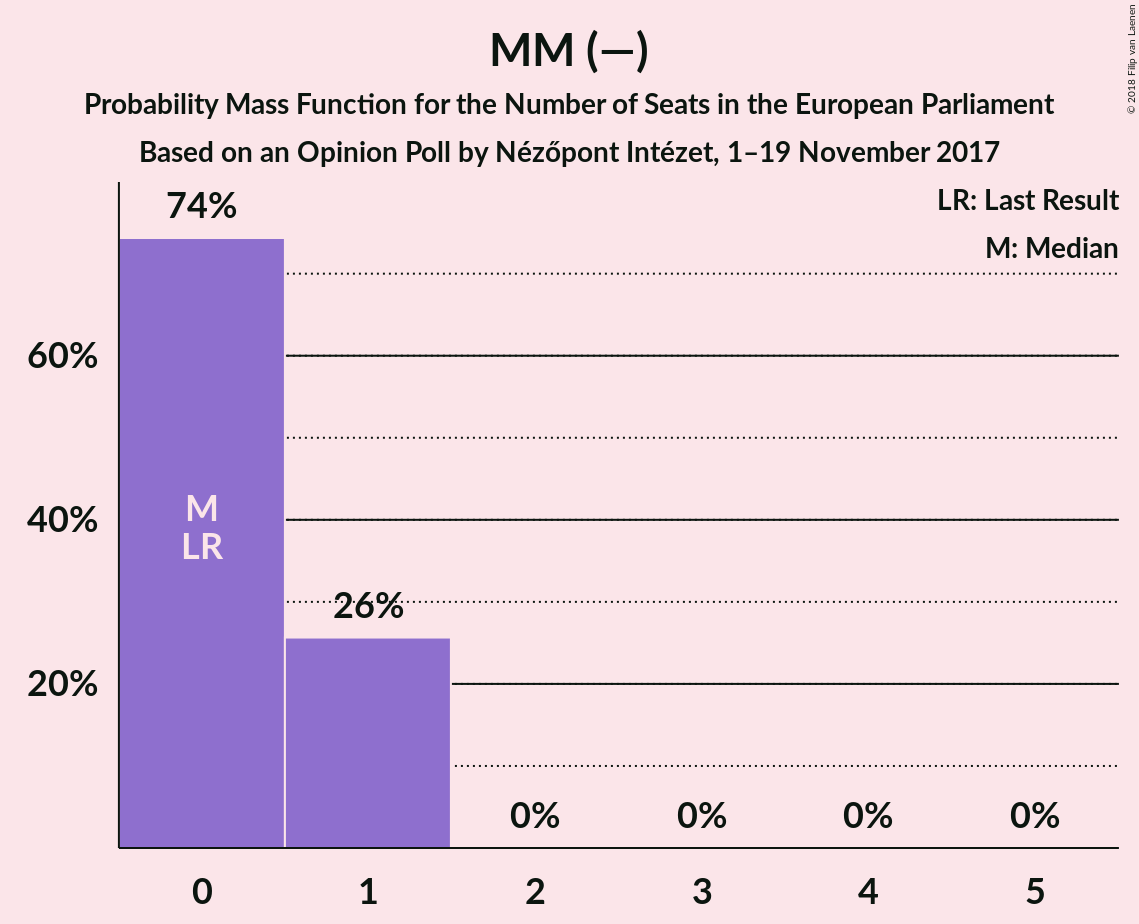 MM (—)
Probability Mass Function for the Number of Seats in the European Parliament
Based on an Opinion Poll by Nézőpont Intézet, 1–19 November 2017
© 2018 Filip van Laenen
LR: Last Result
M: Median
74%
60%
40%
20%
M
LR
26%
0%
0%
0%
0%
0
1
2
3
4
5